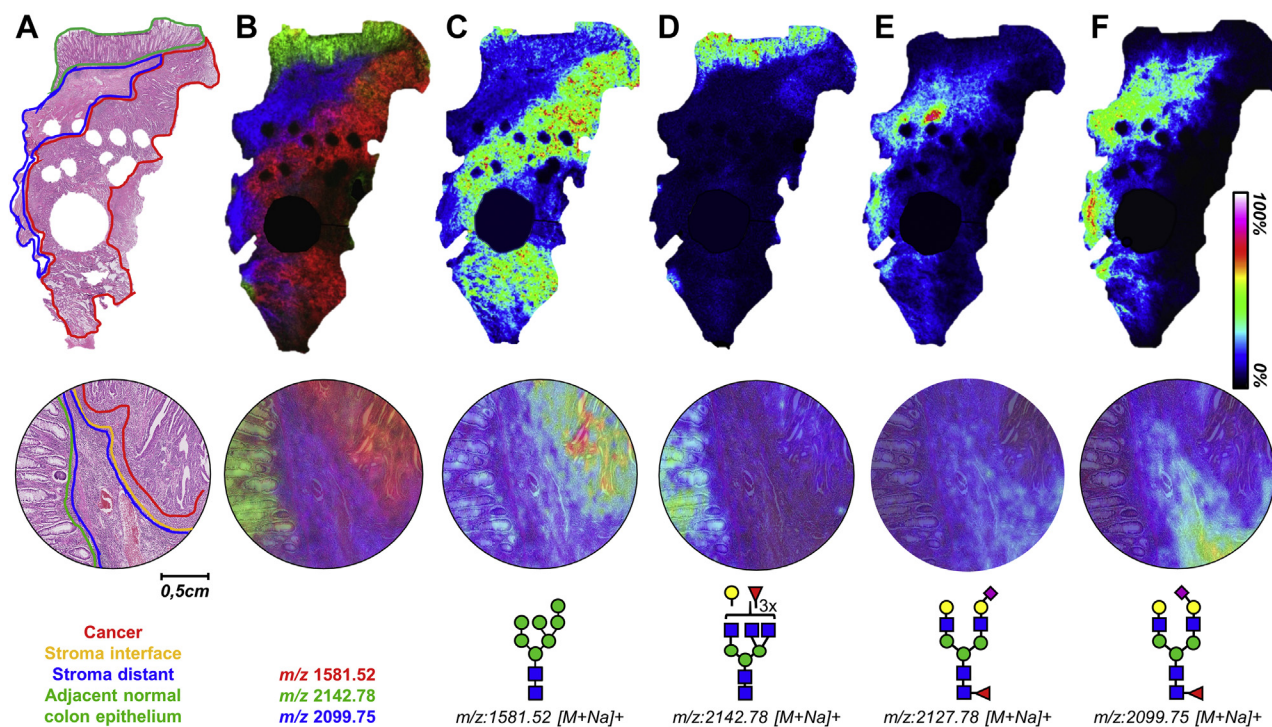 A
B
C
D
E
F
100%
0%
0,5cm
3x
Cancer
Stroma interface
Stroma distant
Adjacent normal
colon epithelium
m/z 1581.52
m/z 2142.78
m/z 2099.75
m/z:1581.52 [M+Na]+
m/z:2142.78 [M+Na]+
m/z:2127.78 [M+Na]+
m/z:2099.75 [M+Na]+